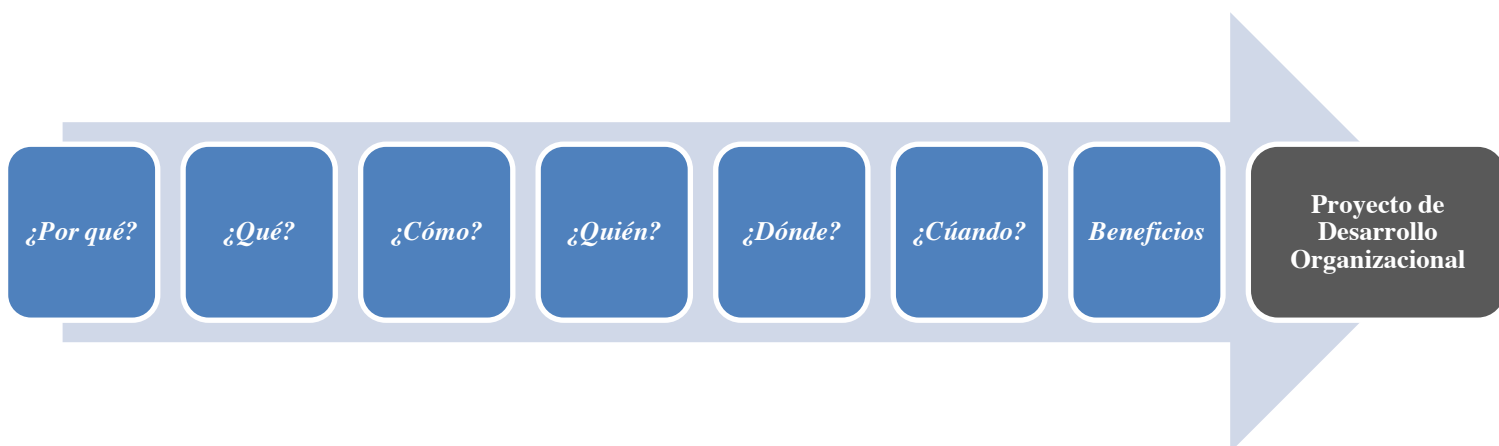 ¿Por qué?
¿Qué?
¿Cómo?
¿Quién?
¿Dónde?
¿Cúando?
Beneficios
Proyecto de
Desarrollo
Organizacional